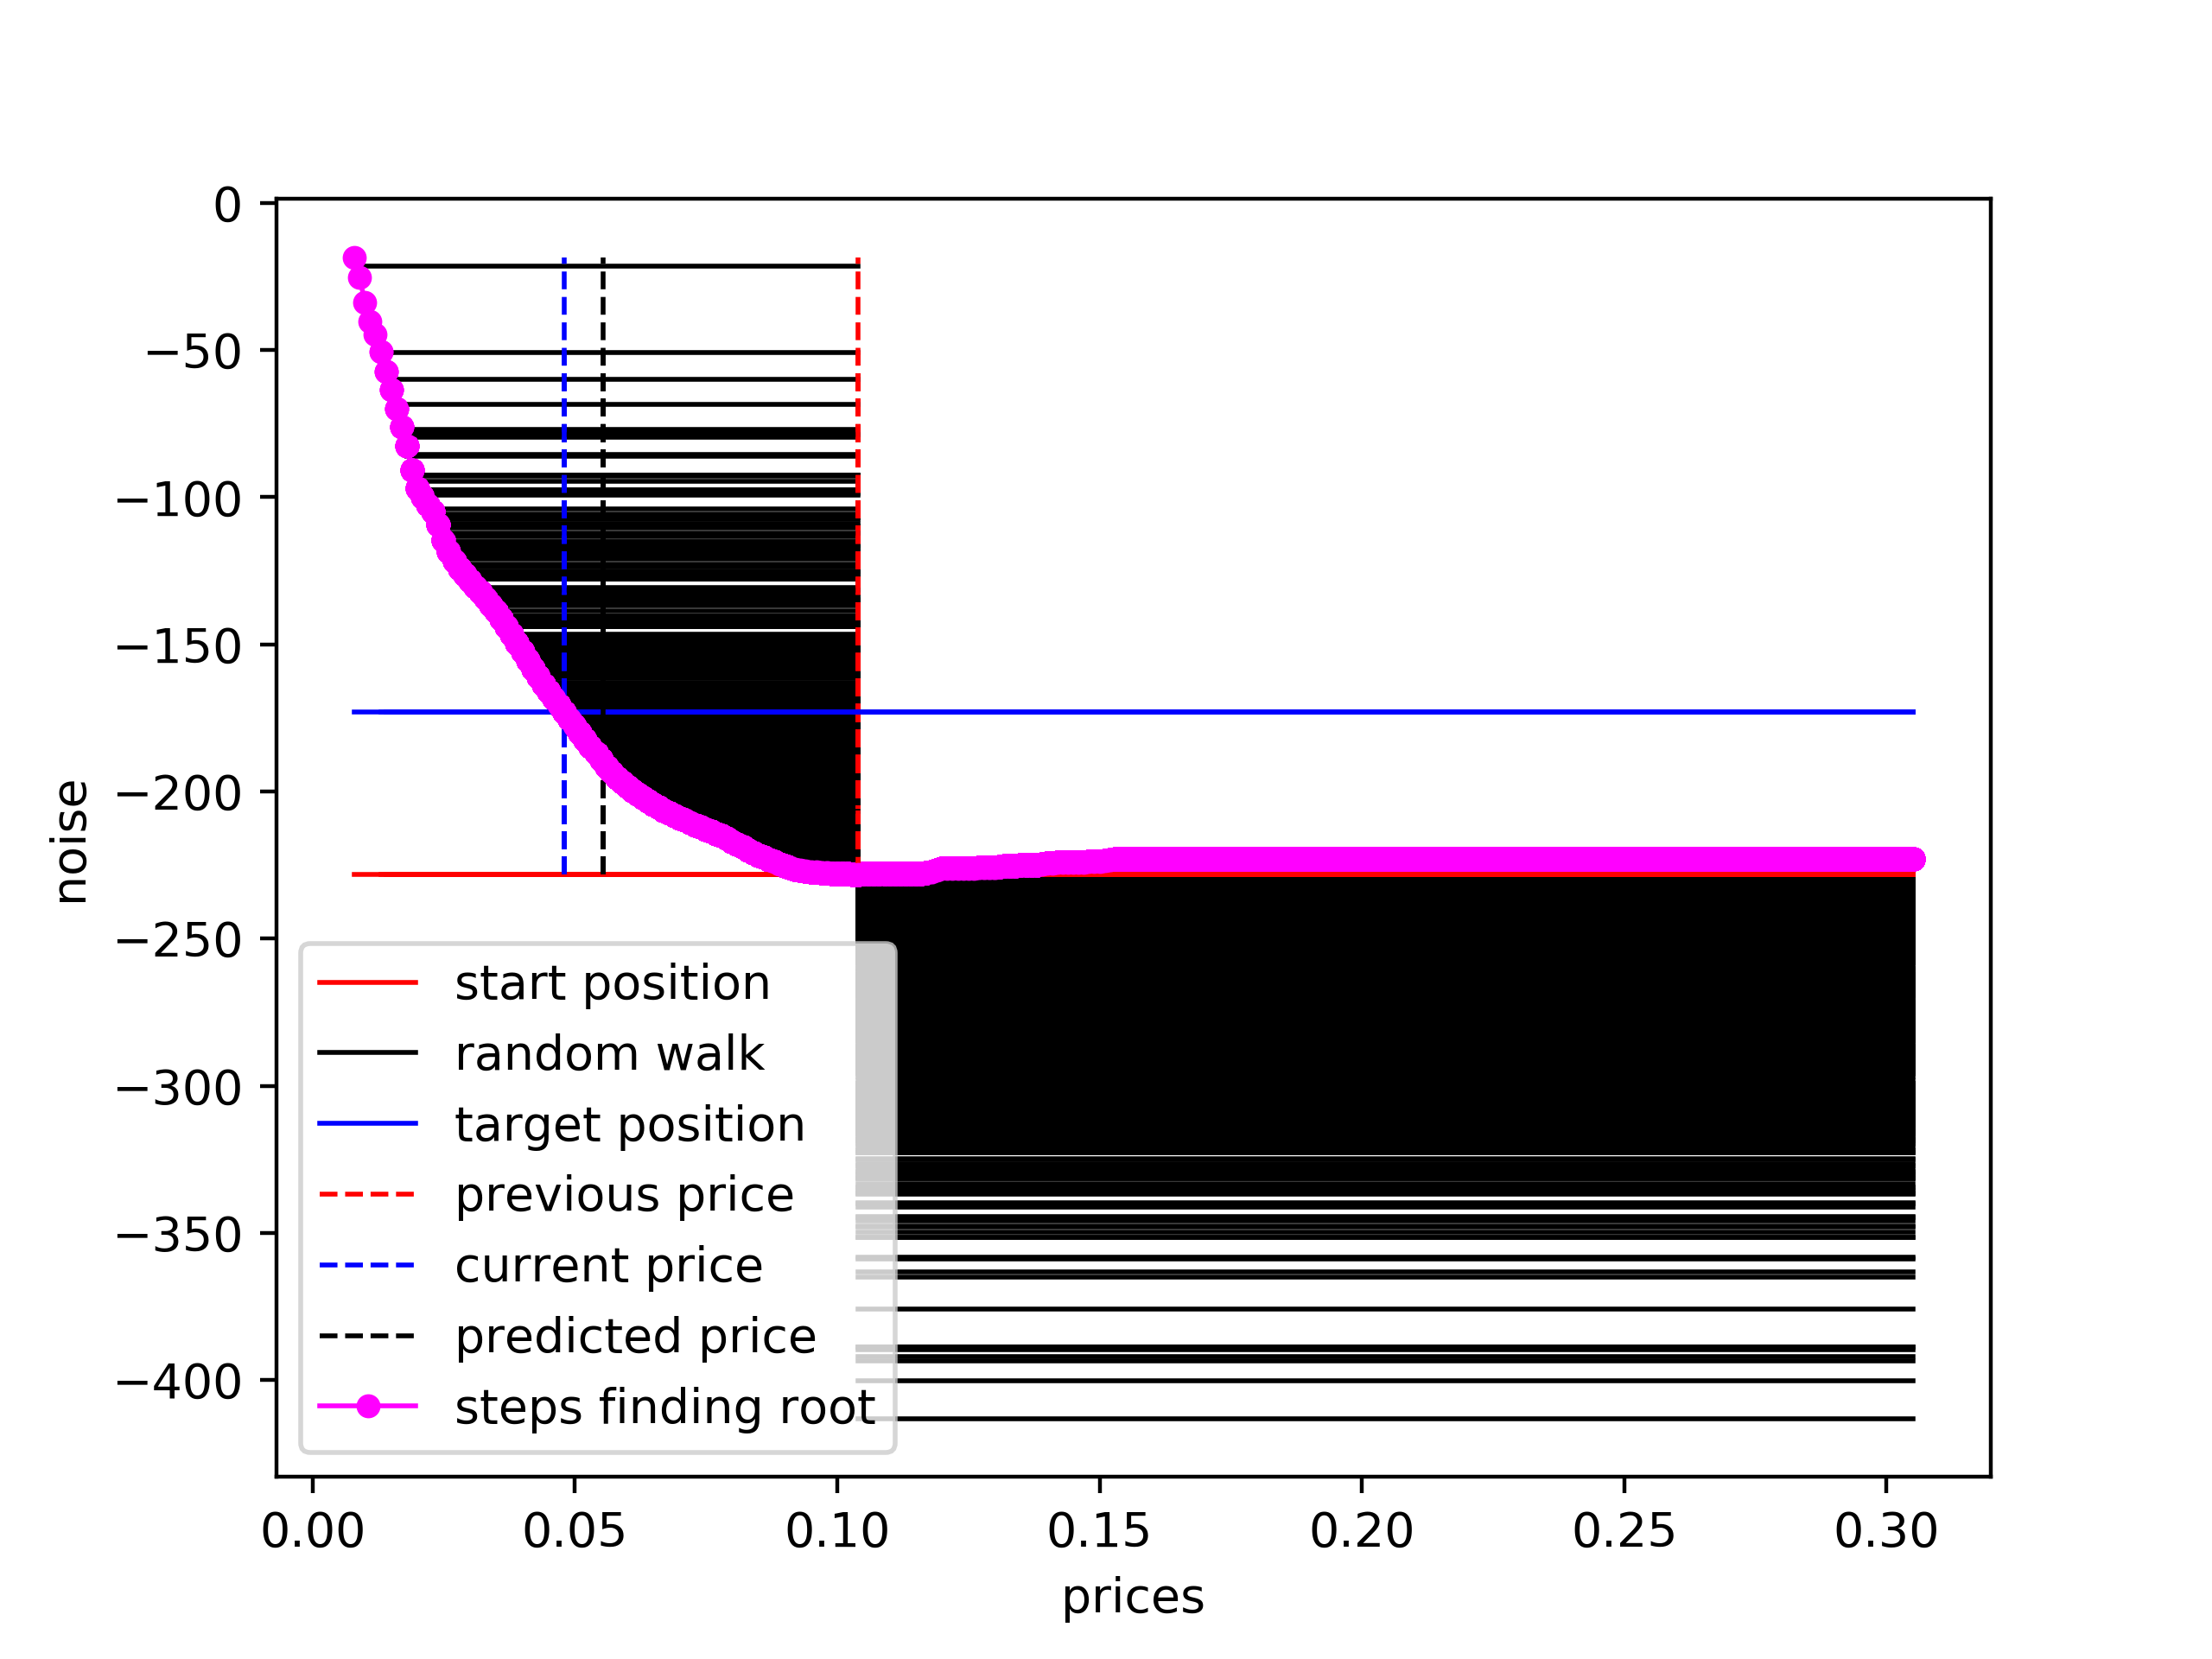 0
−50
−100
−150
−200
−250
−300
−350
−400
noise
start position
random walk
target position
previous price
current price
predicted price
steps finding root
0.00 0.05 0.10 0.15 0.20 0.25 0.30
prices